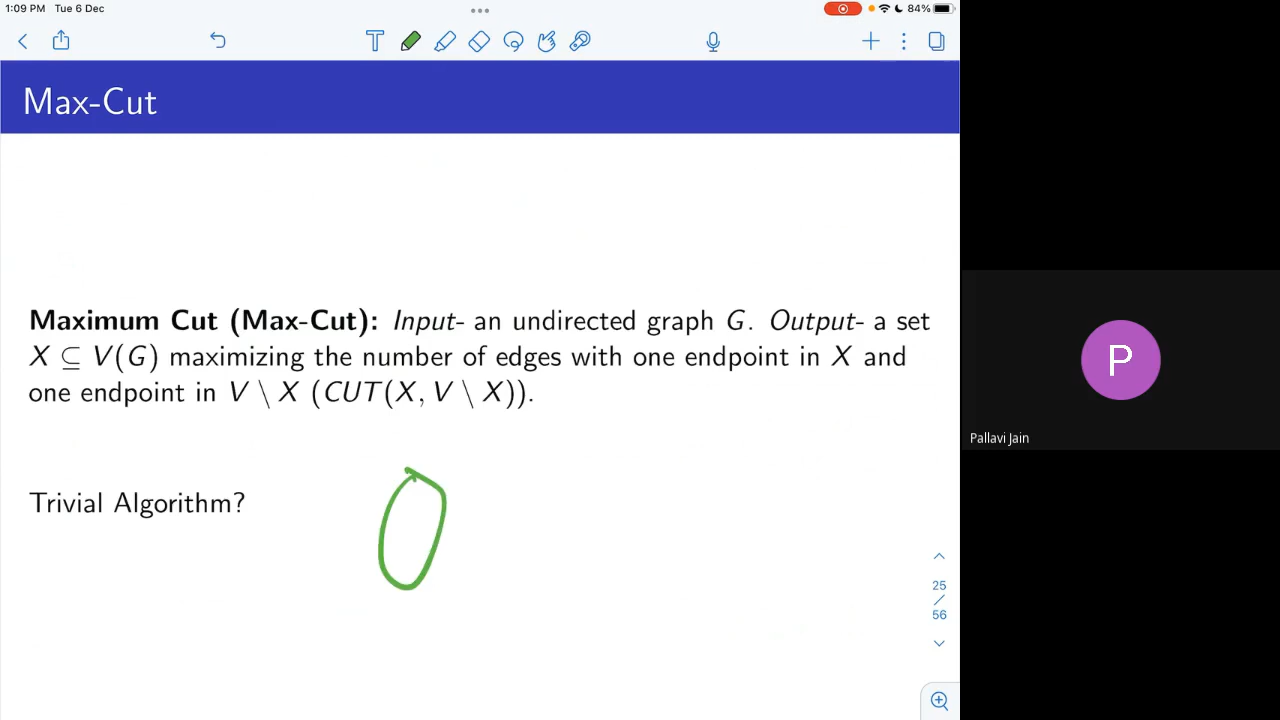 1:09 PM Tue 6 Dec
84%
Max-Cut
Maximum Cut (Max-Cut): Input- an undirected graph G. Output- a set
X ⊆ V(G) maximizing the number of edges with one endpoint in X and
one endpoint in V \ X (CUT(X, V \ X)).
Trivial Algorithm?
25
/
56
P
Pallavi Jain